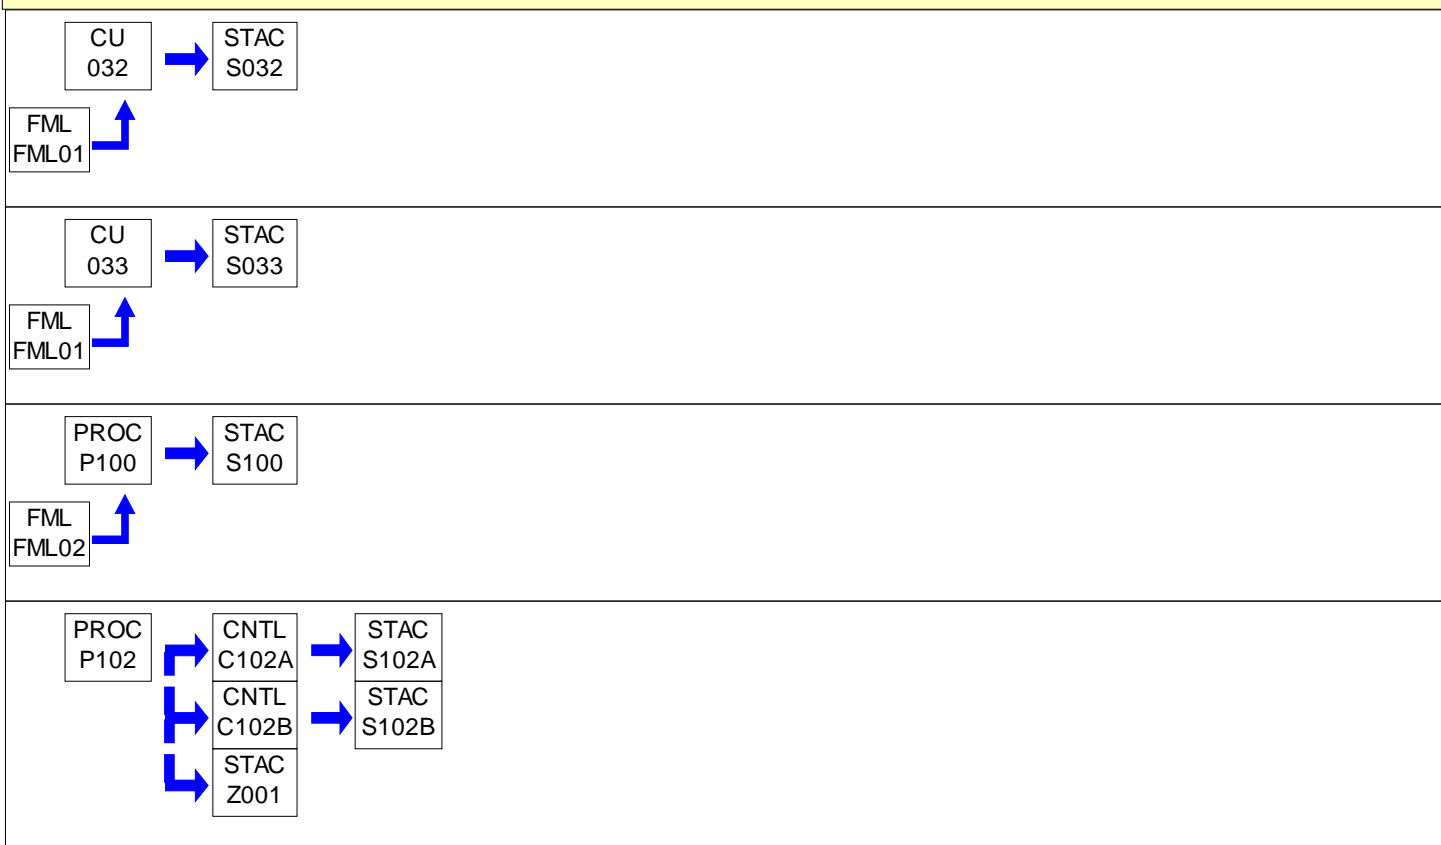 CU
032
STAC
S032
FML
FML01
CU
033
STAC
S033
FML
FML01
PROC
P100
STAC
S100
FML
FML02
PROC
P102
CNTL
C102A
STAC
S102A
CNTL
C102B
STAC
S102B
STAC
Z001